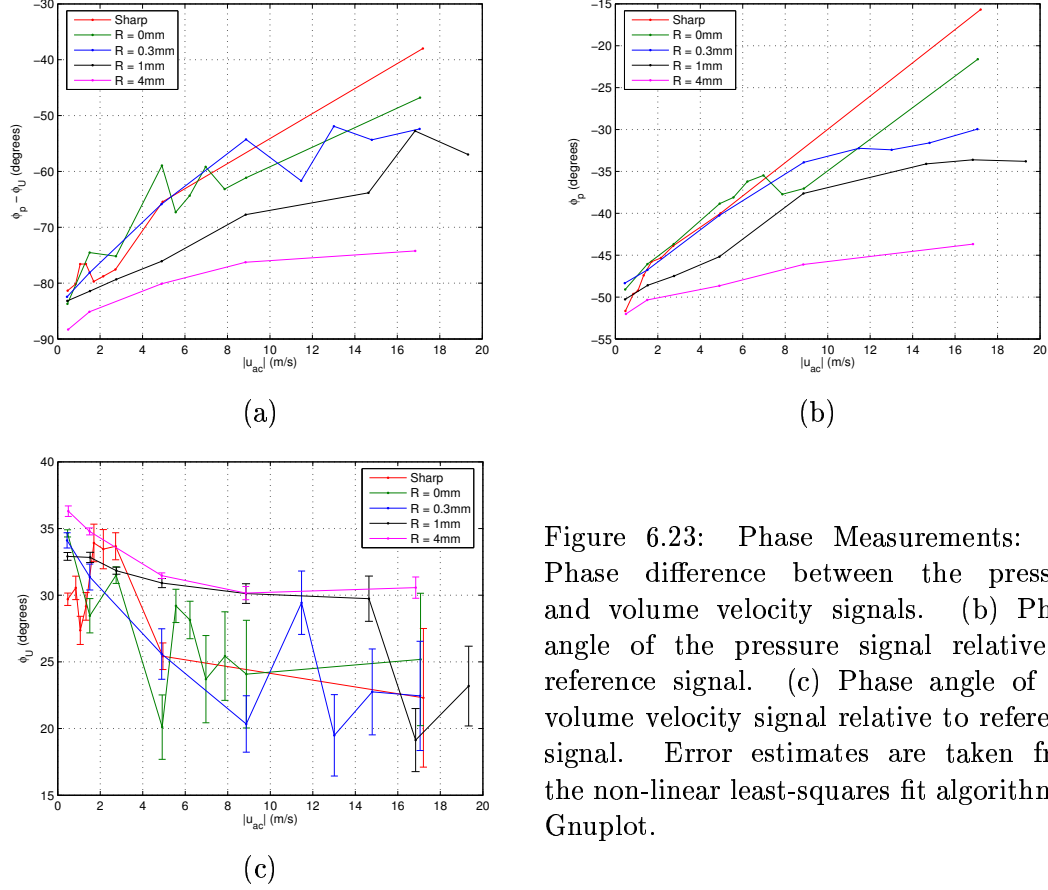 −30
−40
−50
−60
−70
−80
−90
ϕp − ϕU (degrees)
Sharp
R = 0mm
R = 0.3mm
R = 1mm
R = 4mm
0 2 4 6 8 10 12 14 16 18 20
|uac| (m/s)
(a)
−15
−20
−25
−30
−35
−40
−45
−50
−55
ϕp (degrees)
Sharp
R = 0mm
R = 0.3mm
R = 1mm
R = 4mm
0 2 4 6 8 10 12 14 16 18 20
|uac| (m/s)
(b)
40
35
30
25
20
15
ϕU (degrees)
Sharp
R = 0mm
R = 0.3mm
R = 1mm
R = 4mm
0 2 4 6 8 10 12 14 16 18 20
|uac| (m/s)
(c)
Figure 6.23: Phase Measurements:
Phase difference between the press
and volume velocity signals. (b) Ph
angle of the pressure signal relative
reference signal. (c) Phase angle of
volume velocity signal relative to refere
signal. Error estimates are taken fr
the non-linear least-squares fit algorithm
Gnuplot.